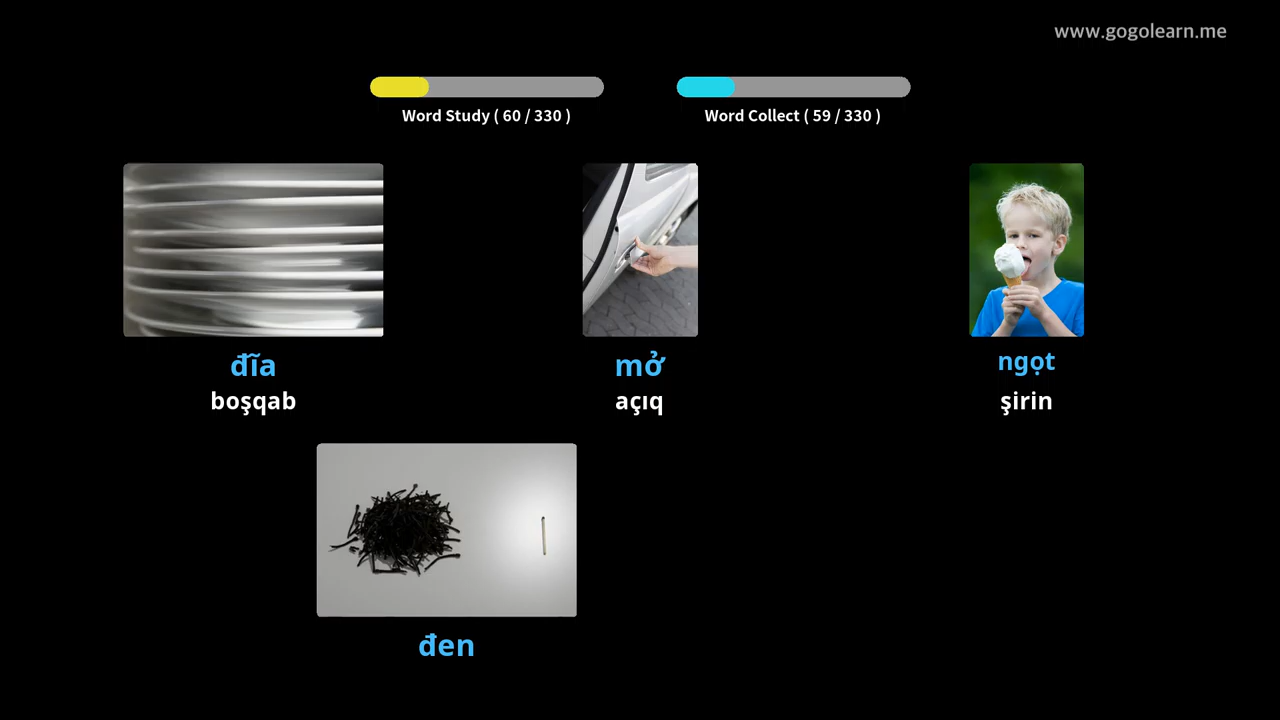 www.gogolearn.me
Word Study ( 60 / 330 )
Word Collect ( 59 / 330 )
đĩa
boşqab
mở
açıq
ngọt
şirin
đen